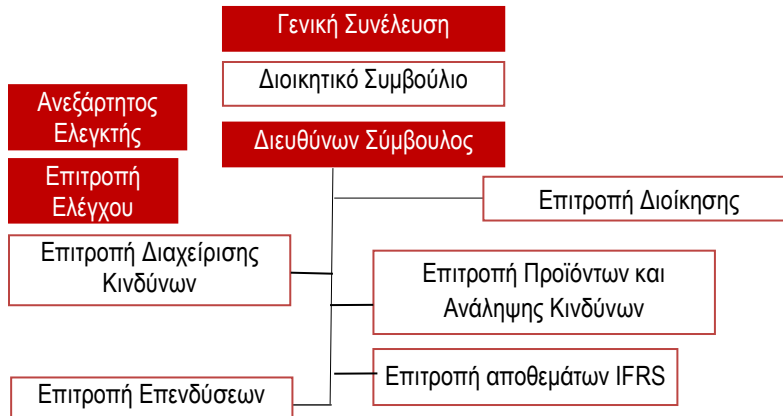 Γενική Συνέλευση
Διοικητικό Συμβούλιο
Ανεξάρτητος
Ελεγκτής
Διευθύνων Σύμβουλος
Επιτροπή
Ελέγχου
Επιτροπή Διοίκησης
Επιτροπή Διαχείρισης
Κινδύνων
Επιτροπή Προϊόντων και
Ανάληψης Κινδύνων
Επιτροπή αποθεμάτων IFRS
Επιτροπή Επενδύσεων